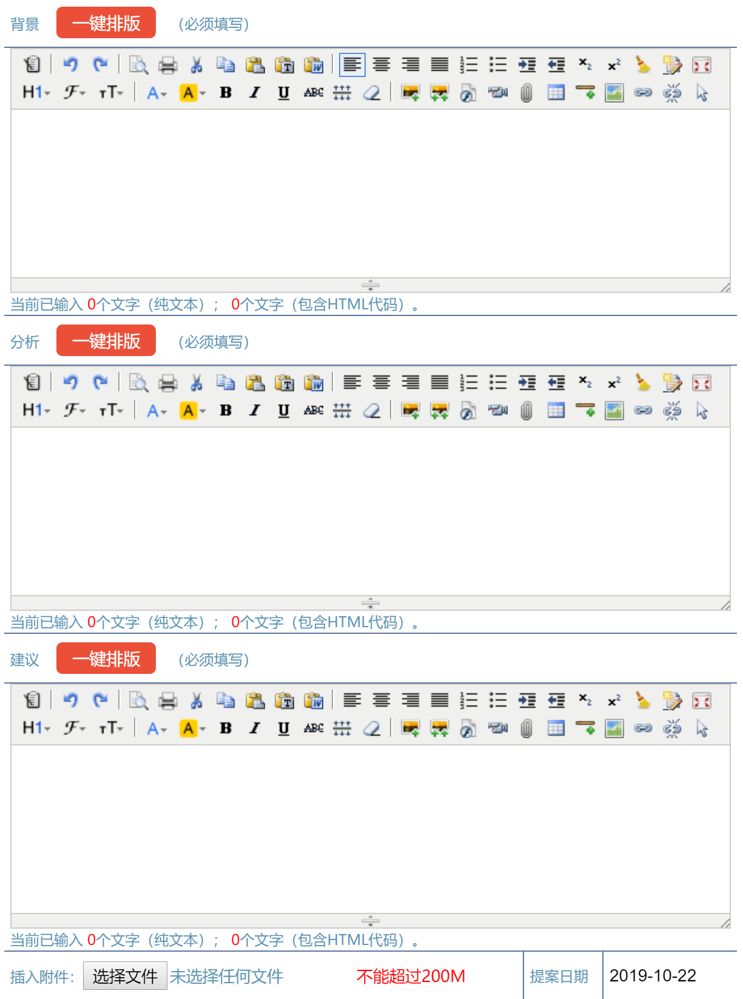 背景 一键排版 （必须填写）
H1 F TT A A B I U ABC
当前已输入 0个文字（纯文本）； 0个文字（包含HTML代码）。
分析 一键排版 （必须填写）
H1 F TT A A B I U ABC
当前已输入 0个文字（纯文本）； 0个文字（包含HTML代码）。
建议 一键排版 （必须填写）
H1 F TT A A B I U ABC
当前已输入 0个文字（纯文本）； 0个文字（包含HTML代码）。
插入附件： 选择文件 未选择任何文件 不能超过200M 提案日期 2019-10-22